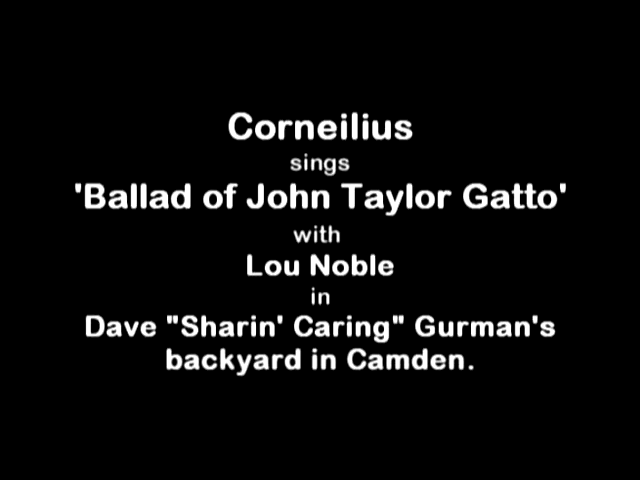 Corneilius
sings
'Ballad of John Taylor Gatto'
with
Lou Noble
in
Dave "Sharin' Caring" Gurman's
backyard in Camden.